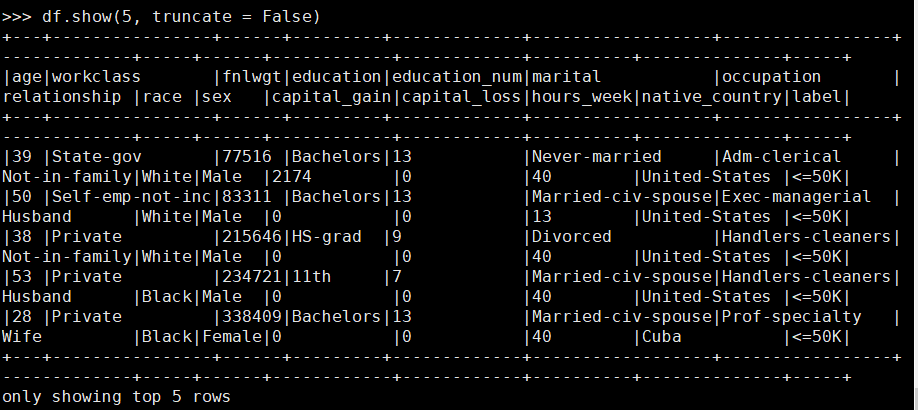 >>> df.show(5, truncate = False)
+---+----------------+------+---------+-------------+------------------+-----------------+
-------------+-----+------+------------+------------+----------+--------------+-----+
|age|workclass       |fnlwgt|education|education_num|marital           |occupation       |
relationship |race |sex   |capital_gain|capital_loss|hours_week|native_country|label|
+---+----------------+------+---------+-------------+------------------+-----------------+
-------------+-----+------+------------+------------+----------+--------------+-----+
|39 |State-gov       |77516 |Bachelors|13           |Never-married     |Adm-clerical     |
Not-in-family|White|Male  |2174        |0           |40        |United-States |<=50K|
|50 |Self-emp-not-inc|83311 |Bachelors|13           |Married-civ-spouse|Exec-managerial  |
Husband      |White|Male  |0           |0           |13        |United-States |<=50K|
|38 |Private         |215646|HS-grad  |9            |Divorced          |Handlers-cleaners|
Not-in-family|White|Male  |0           |0           |40        |United-States |<=50K|
|53 |Private         |234721|11th     |7            |Married-civ-spouse|Handlers-cleaners|
Husband      |Black|Male  |0           |0           |40        |United-States |<=50K|
|28 |Private         |338409|Bachelors|13           |Married-civ-spouse|Prof-specialty   |
Wife         |Black|Female|0           |0           |40        |Cuba          |<=50K|
+---+----------------+------+---------+-------------+------------------+-----------------+
-------------+-----+------+------------+------------+----------+--------------+-----+
only showing top 5 rows